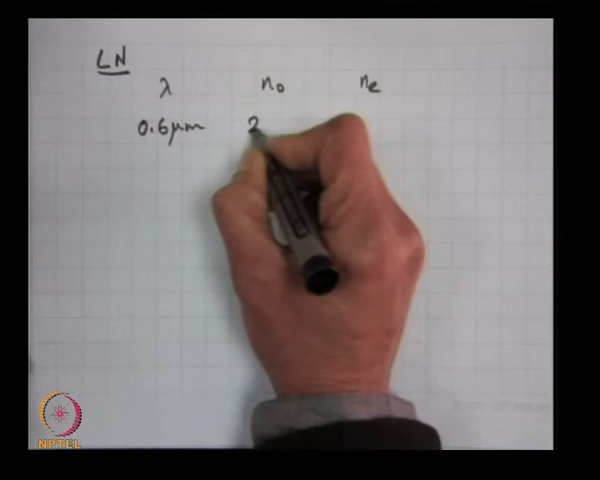 LN
λ n₀ nₑ
0.6μm 2
NPTEL